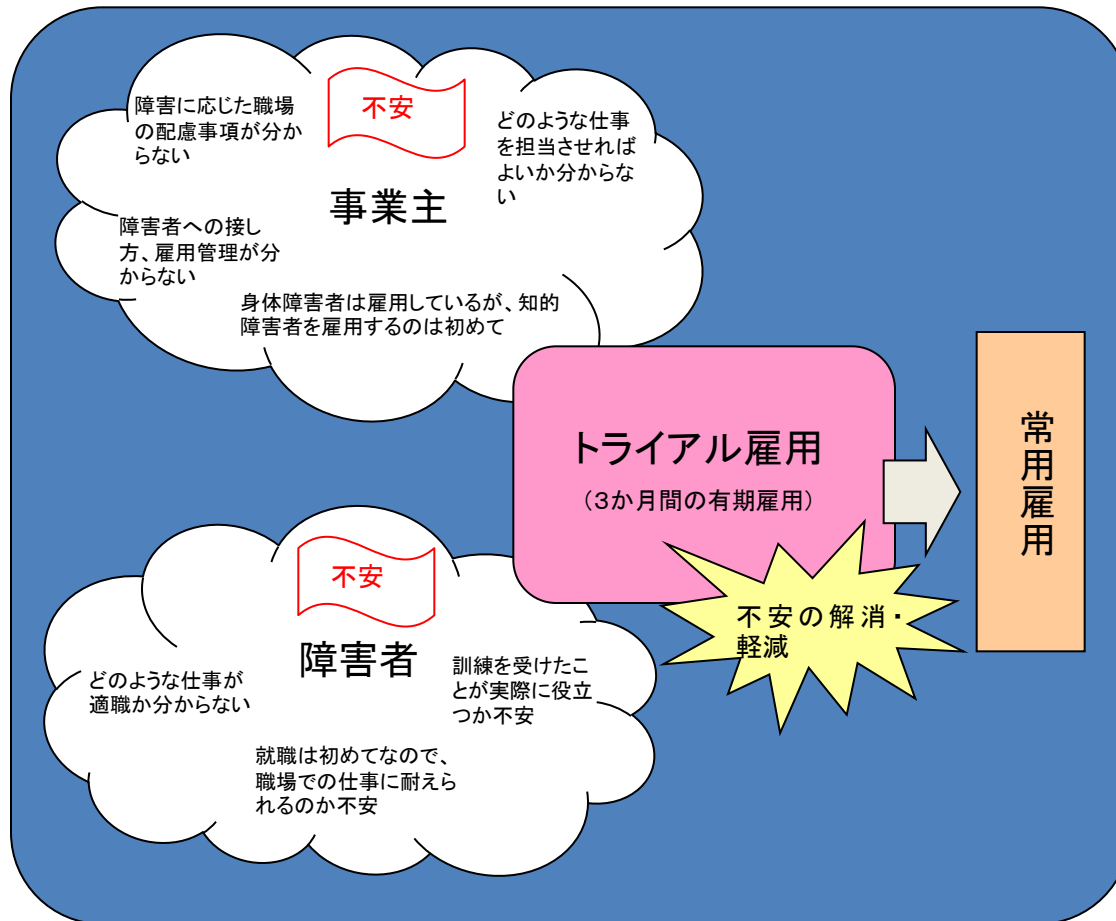 不安
障害に応じた職場
の配慮事項が分か
らない
どのような仕事
を担当させれば
よいか分からな
い
事業主
障害者への接し
方、雇用管理が分
からない
身体障害者は雇用しているが、知的
障害者を雇用するのは初めて
トライアル雇用
（３か月間の有期雇用）
常用雇用
不安の解消・
軽減
不安
障害者
どのような仕事が
適職か分からない
訓練を受けたこ
とが実際に役立
つか不安
就職は初めてなので、
職場での仕事に耐えら
れるのか不安